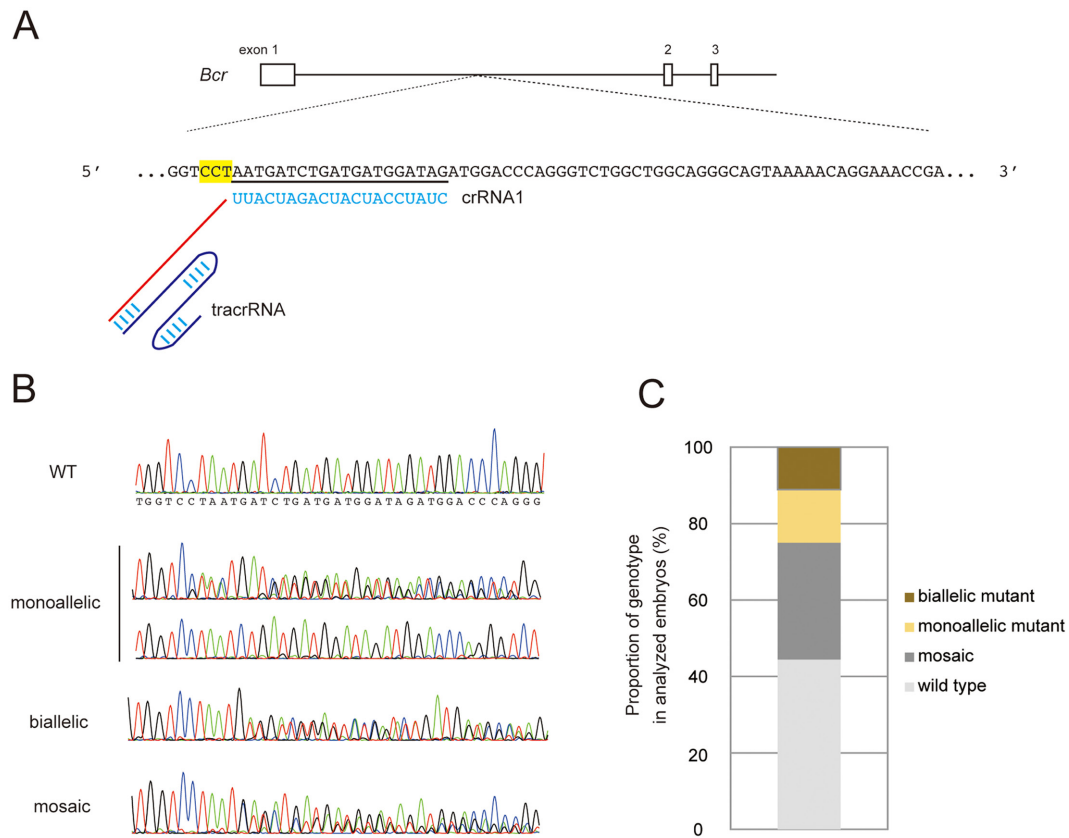 A
exon 1
2
3
Bcr
5′ ...GGTCCTAATGATCTGATGATGGATAGATGGACCCAGGGTCTGGCTGGCAGGGCAGTAAAAACAGGAAACCGA... 3′
UUACUAGACUACUACCUAUC crRNA1
tracrRNA
B
WT
TGGTCCTAATGATCTGATGATGGATAGATGGACCCAGGG
monoallelic
biallelic
mosaic
C
Proportion of genotype
in analyzed embryos (%)
100
80
60
40
20
0
biallelic mutant
monoallelic mutant
mosaic
wild type